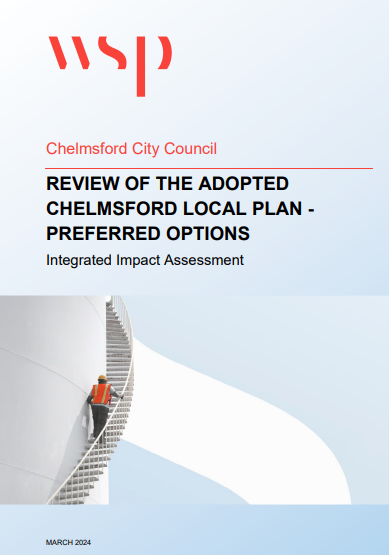 wsp
Chelmsford City Council
REVIEW OF THE ADOPTED
CHELMSFORD LOCAL PLAN -
PREFERRED OPTIONS
Integrated Impact Assessment
MARCH 2024